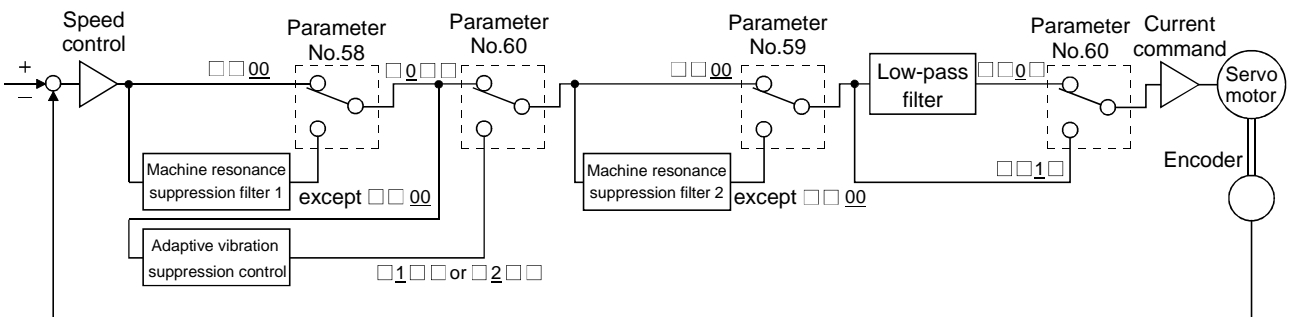 Speed
control
Parameter
No.58
Parameter
No.60
Parameter
No.59
Parameter
No.60
Current
command
+
−
□□00
□0□□
□□00
Low-pass
filter
□□0□
Servo
motor
Machine resonance
suppression filter 1
except □□00
Machine resonance
suppression filter 2
except □□00
□□1□
Encoder
Adaptive vibration
suppression control
□1□□ or □2□□